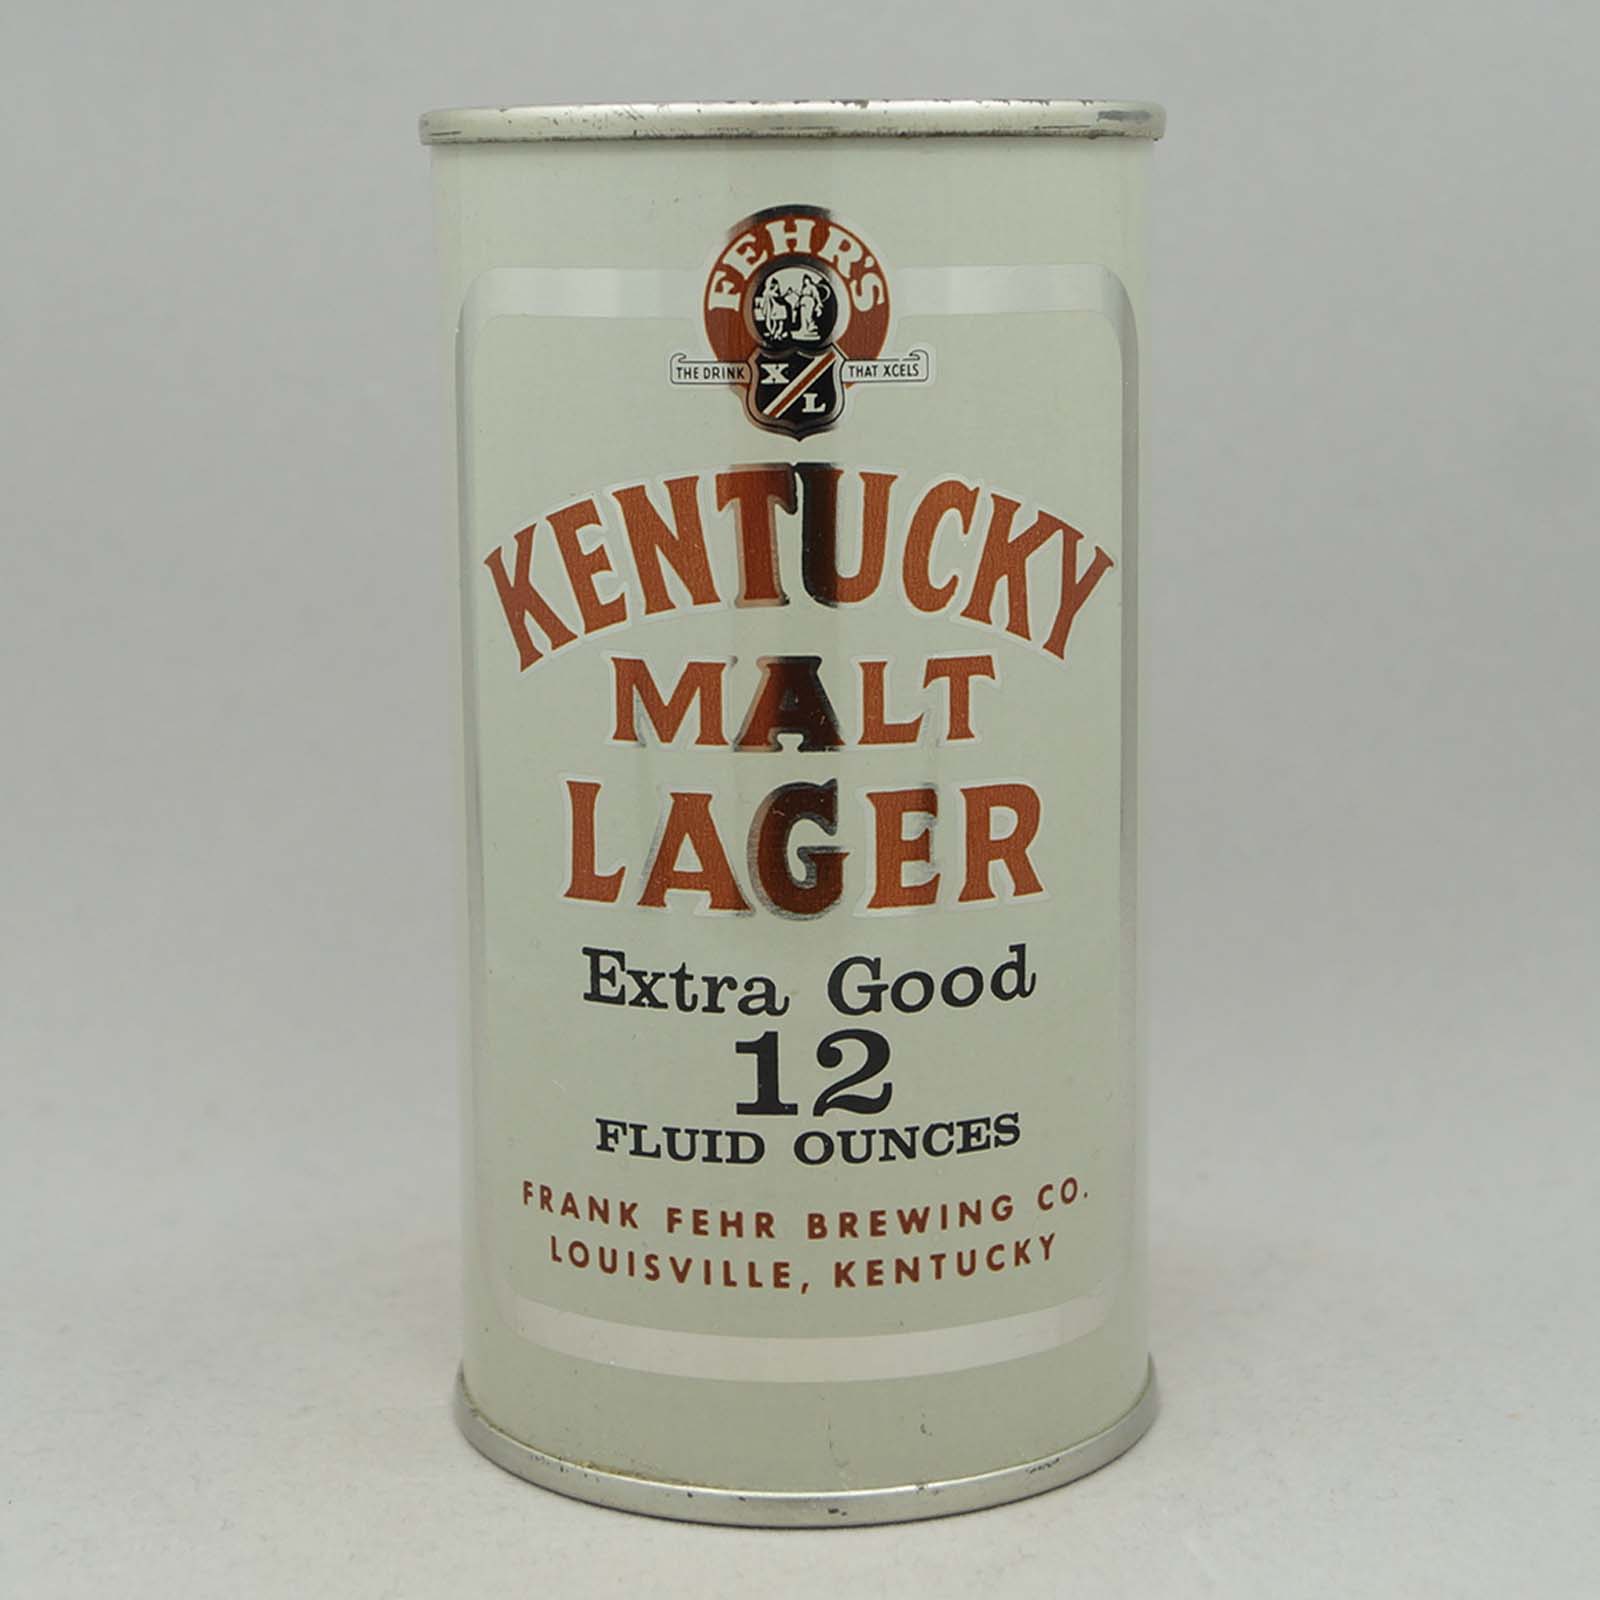 FEHR'S
THE DRINK X L THAT XCELS
KENTUCKY
MALT
LAGER
Extra Good
12
FLUID OUNCES
FRANK FEHR BREWING CO.
LOUISVILLE, KENTUCKY